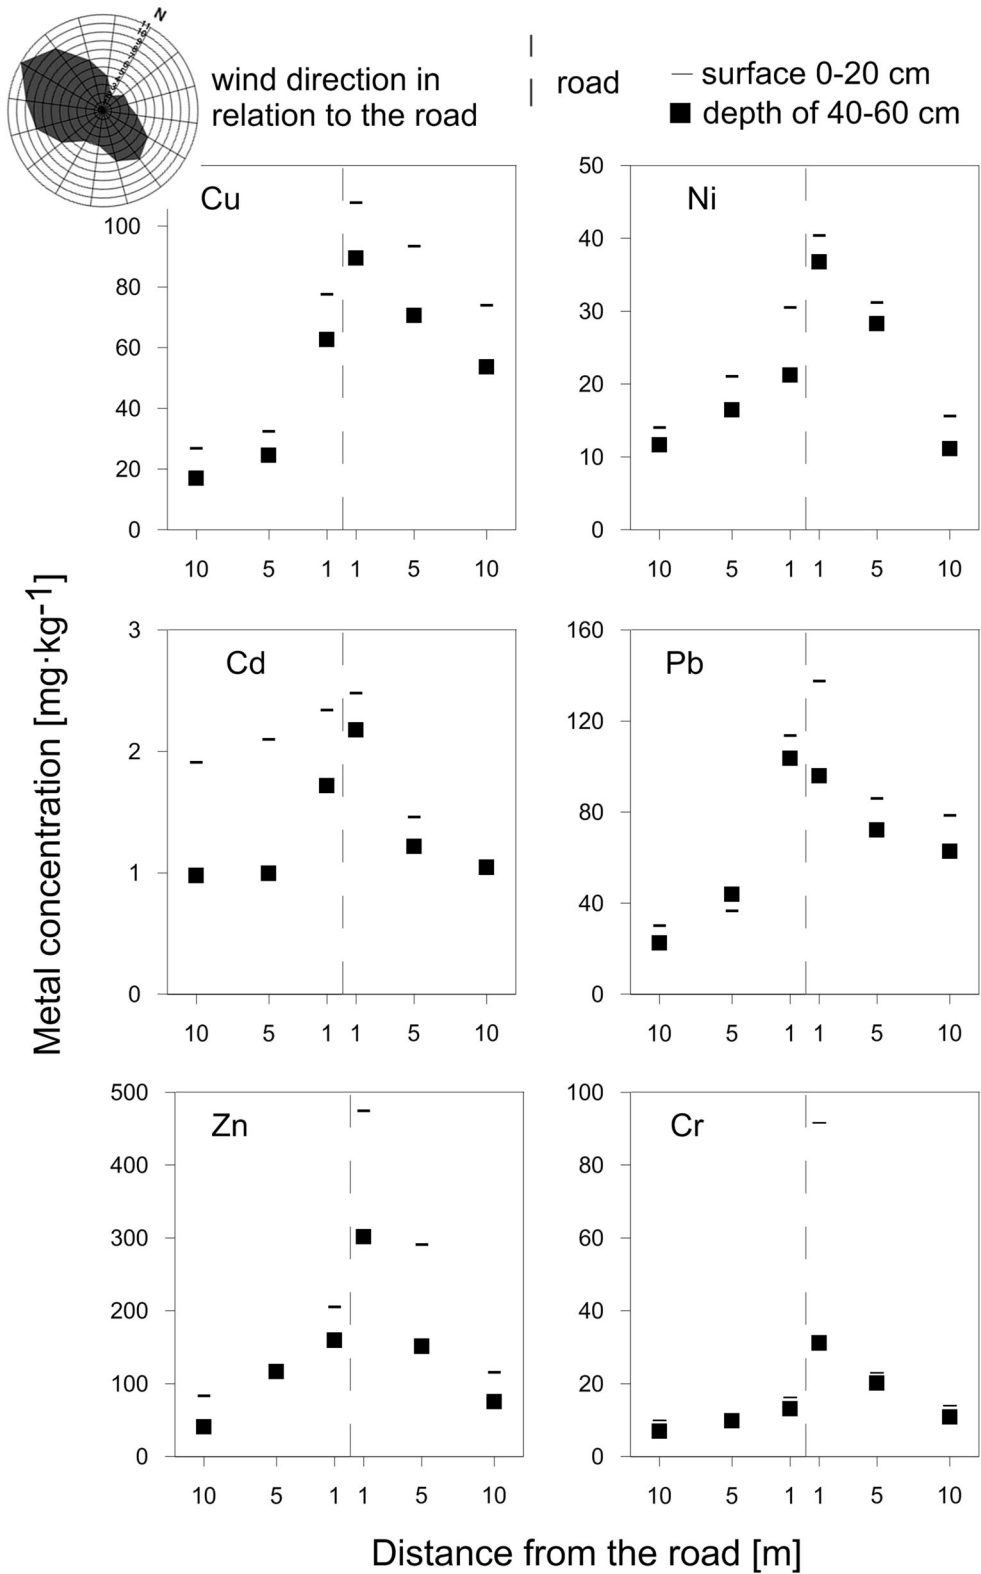 N
11
wind direction in
relation to the road
road
surface 0-20 cm
depth of 40-60 cm
Cu
100
80
60
40
20
0
10 5 1 1 5 10
Ni
50
40
30
20
10
0
10 5 1 1 5 10
Metal concentration [mg·kg-1]
Cd
3
2
1
0
10 5 1 1 5 10
Pb
160
120
80
40
0
10 5 1 1 5 10
Zn
500
400
300
200
100
0
10 5 1 1 5 10
Cr
100
80
60
40
20
0
10 5 1 1 5 10
Distance from the road [m]